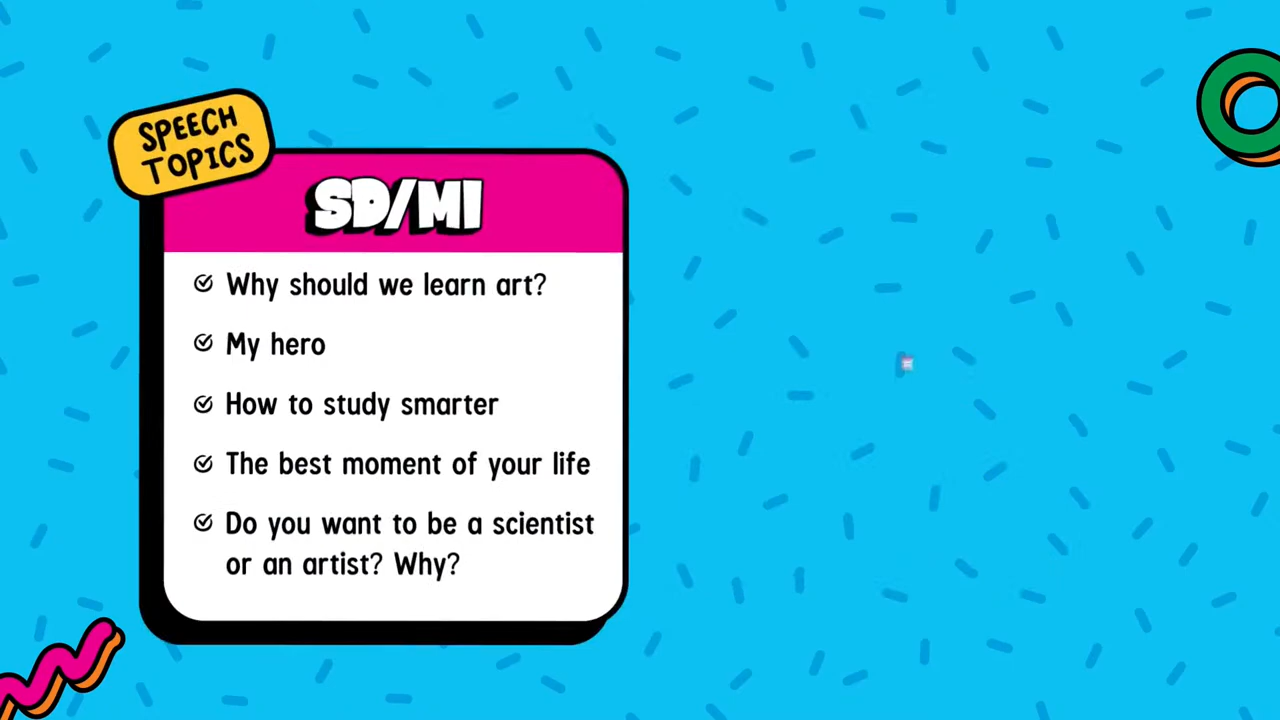 SPEECH
TOPICS
SD/MI
Why should we learn art?
My hero
How to study smarter
The best moment of your life
Do you want to be a scientist
or an artist? Why?